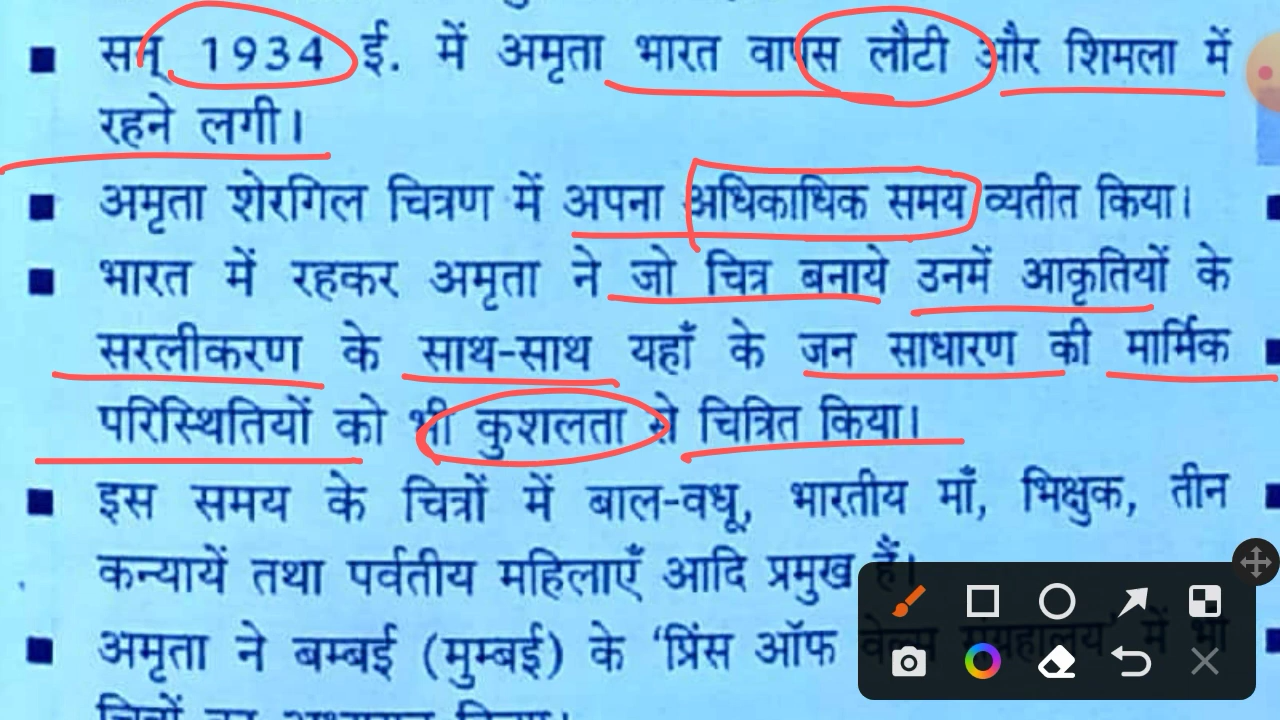 ■ सन् 1934 ई. में अमृता भारत वापस लौटी और शिमला में
रहने लगी।
■ अमृता शेरगिल चित्रण में अपना अधिकाधिक समय व्यतीत किया।
■ भारत में रहकर अमृता ने जो चित्र बनाये उनमें आकृतियों के
सरलीकरण के साथ-साथ यहाँ के जन साधारण की मार्मिक
परिस्थितियों को भी कुशलता से चित्रित किया।
■ इस समय के चित्रों में बाल-वधू, भारतीय माँ, भिक्षुक, तीन
कन्यायें तथा पर्वतीय महिलाएँ आदि प्रमुख हैं।
■ अमृता ने बम्बई (मुम्बई) के ‘प्रिंस ऑफ वेल्स संग्रहालय’ में भी